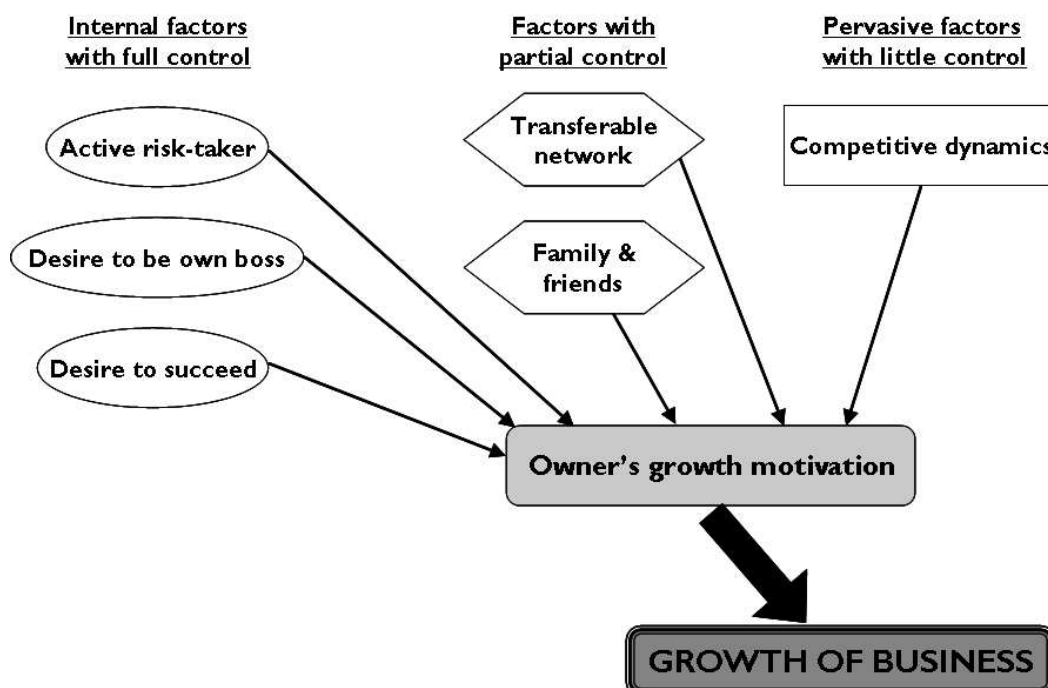 Internal factors
with full control
Factors with
partial control
Pervasive factors
with little control
Active risk-taker
Transferable
network
Competitive dynamics
Desire to be own boss
Family &
friends
Desire to succeed
Owner's growth motivation
GROWTH OF BUSINESS